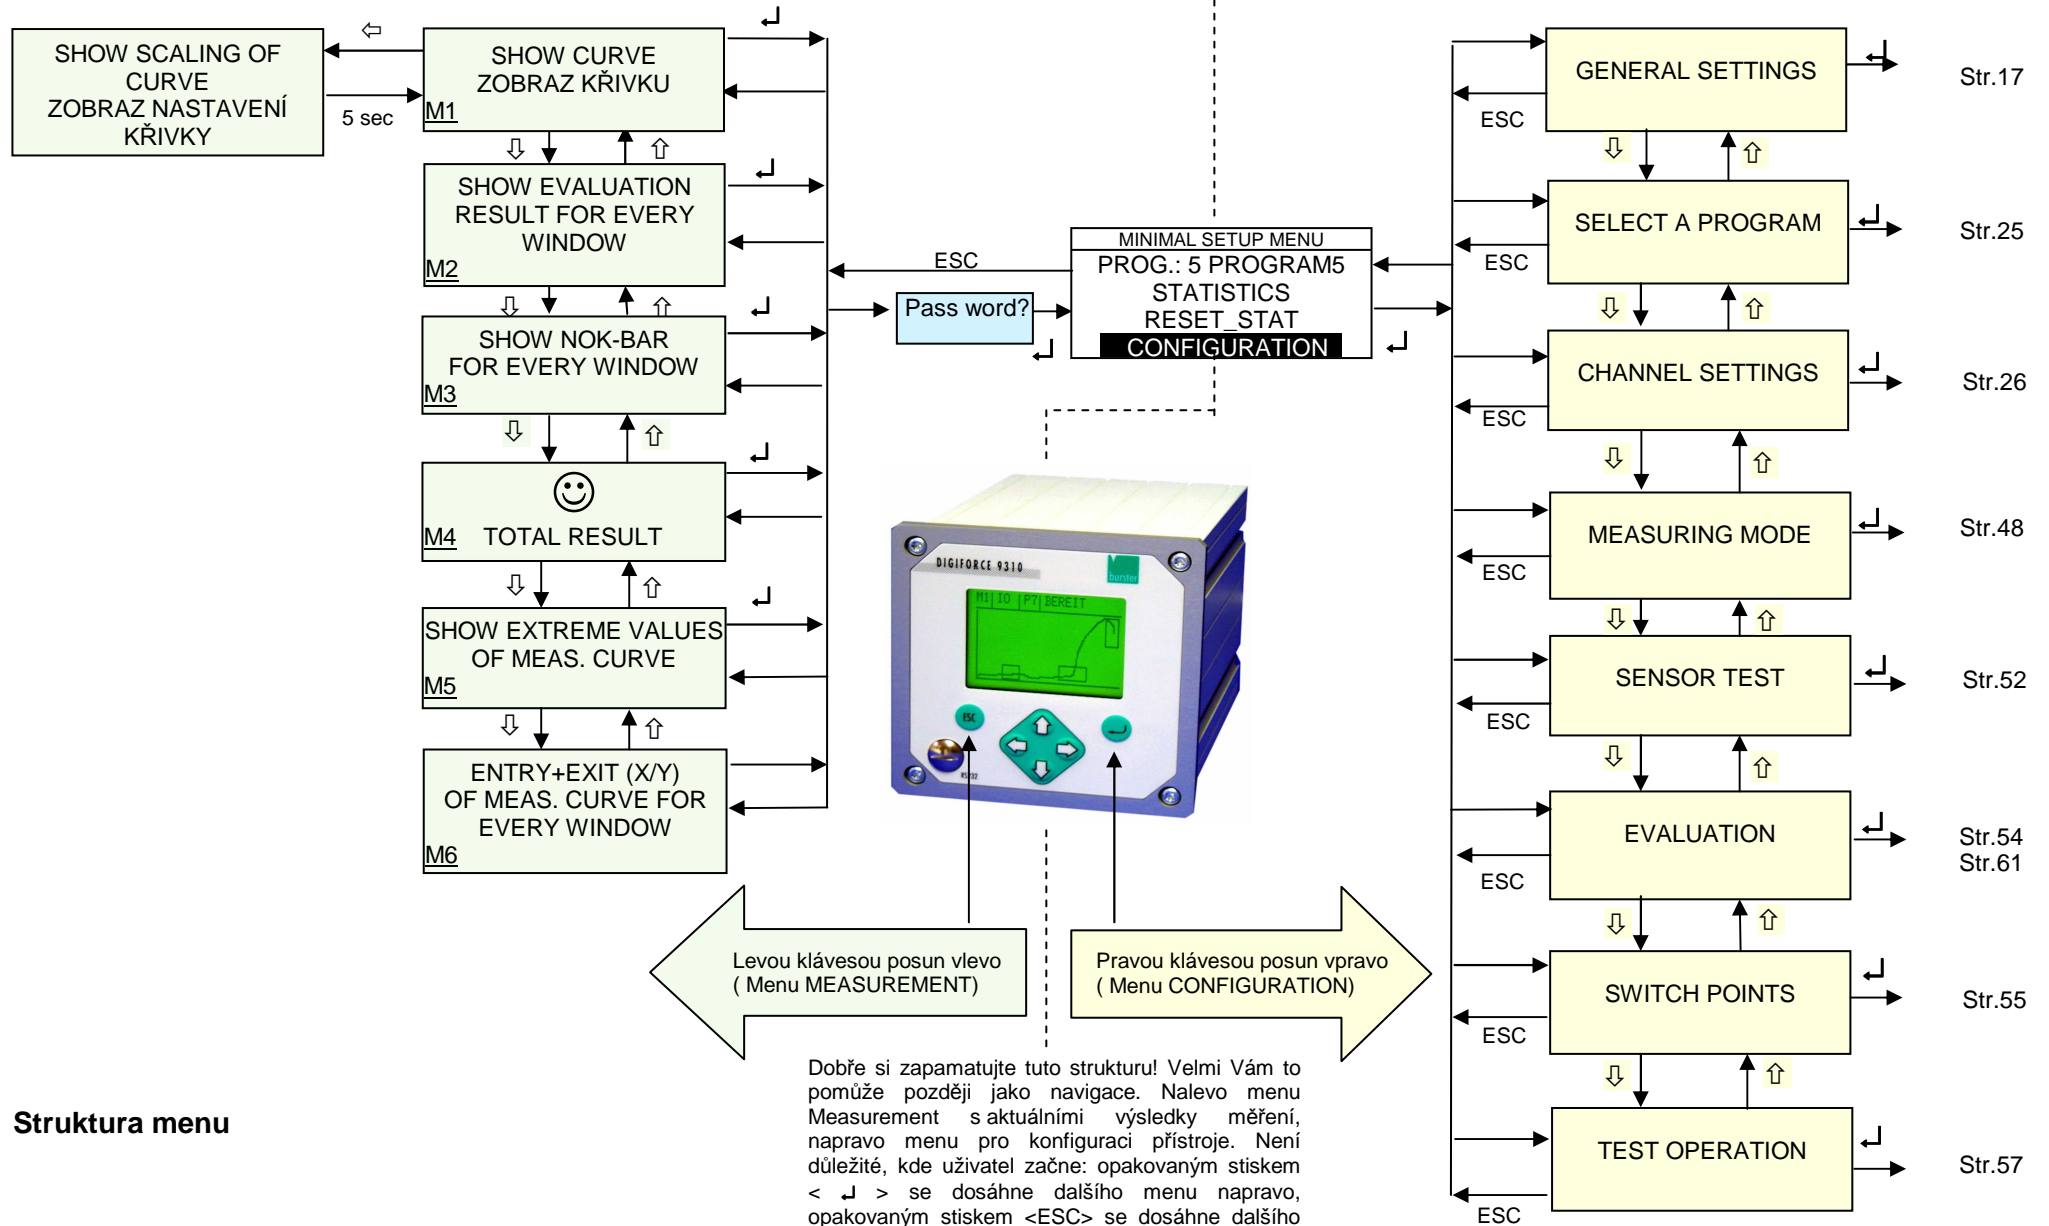 SHOW SCALING OF
CURVE
ZOBRAZ NASTAVENÍ
KŘIVKY
5 sec
SHOW CURVE
ZOBRAZ KŘIVKU
M1
SHOW EVALUATION
RESULT FOR EVERY
WINDOW
M2
SHOW NOK-BAR
FOR EVERY WINDOW
M3
TOTAL RESULT
M4
SHOW EXTREME VALUES
OF MEAS. CURVE
M5
ENTRY+EXIT (X/Y)
OF MEAS. CURVE FOR
EVERY WINDOW
M6
ESC
Pass word?
MINIMAL SETUP MENU
PROG.: 5 PROGRAM5
STATISTICS
RESET_STAT
CONFIGURATION
DIGIFORCE 9310
burster
M1| IO |P7| BEREIT
ESC
RS232
Levou klávesou posun vlevo
( Menu MEASUREMENT)
Pravou klávesou posun vpravo
( Menu CONFIGURATION)
GENERAL SETTINGS
ESC
Str.17
SELECT A PROGRAM
ESC
Str.25
CHANNEL SETTINGS
ESC
Str.26
MEASURING MODE
ESC
Str.48
SENSOR TEST
ESC
Str.52
EVALUATION
ESC
Str.54
Str.61
SWITCH POINTS
ESC
Str.55
TEST OPERATION
ESC
Str.57
Struktura menu
Dobře si zapamatujte tuto strukturu! Velmi Vám to
pomůže později jako navigace. Nalevo menu
Measurement s aktuálními výsledky měření,
napravo menu pro konfiguraci přístroje. Není
důležité, kde uživatel začne: opakovaným stiskem
< ↵ > se dosáhne dalšího menu napravo,
opakovaným stiskem <ESC> se dosáhne dalšího